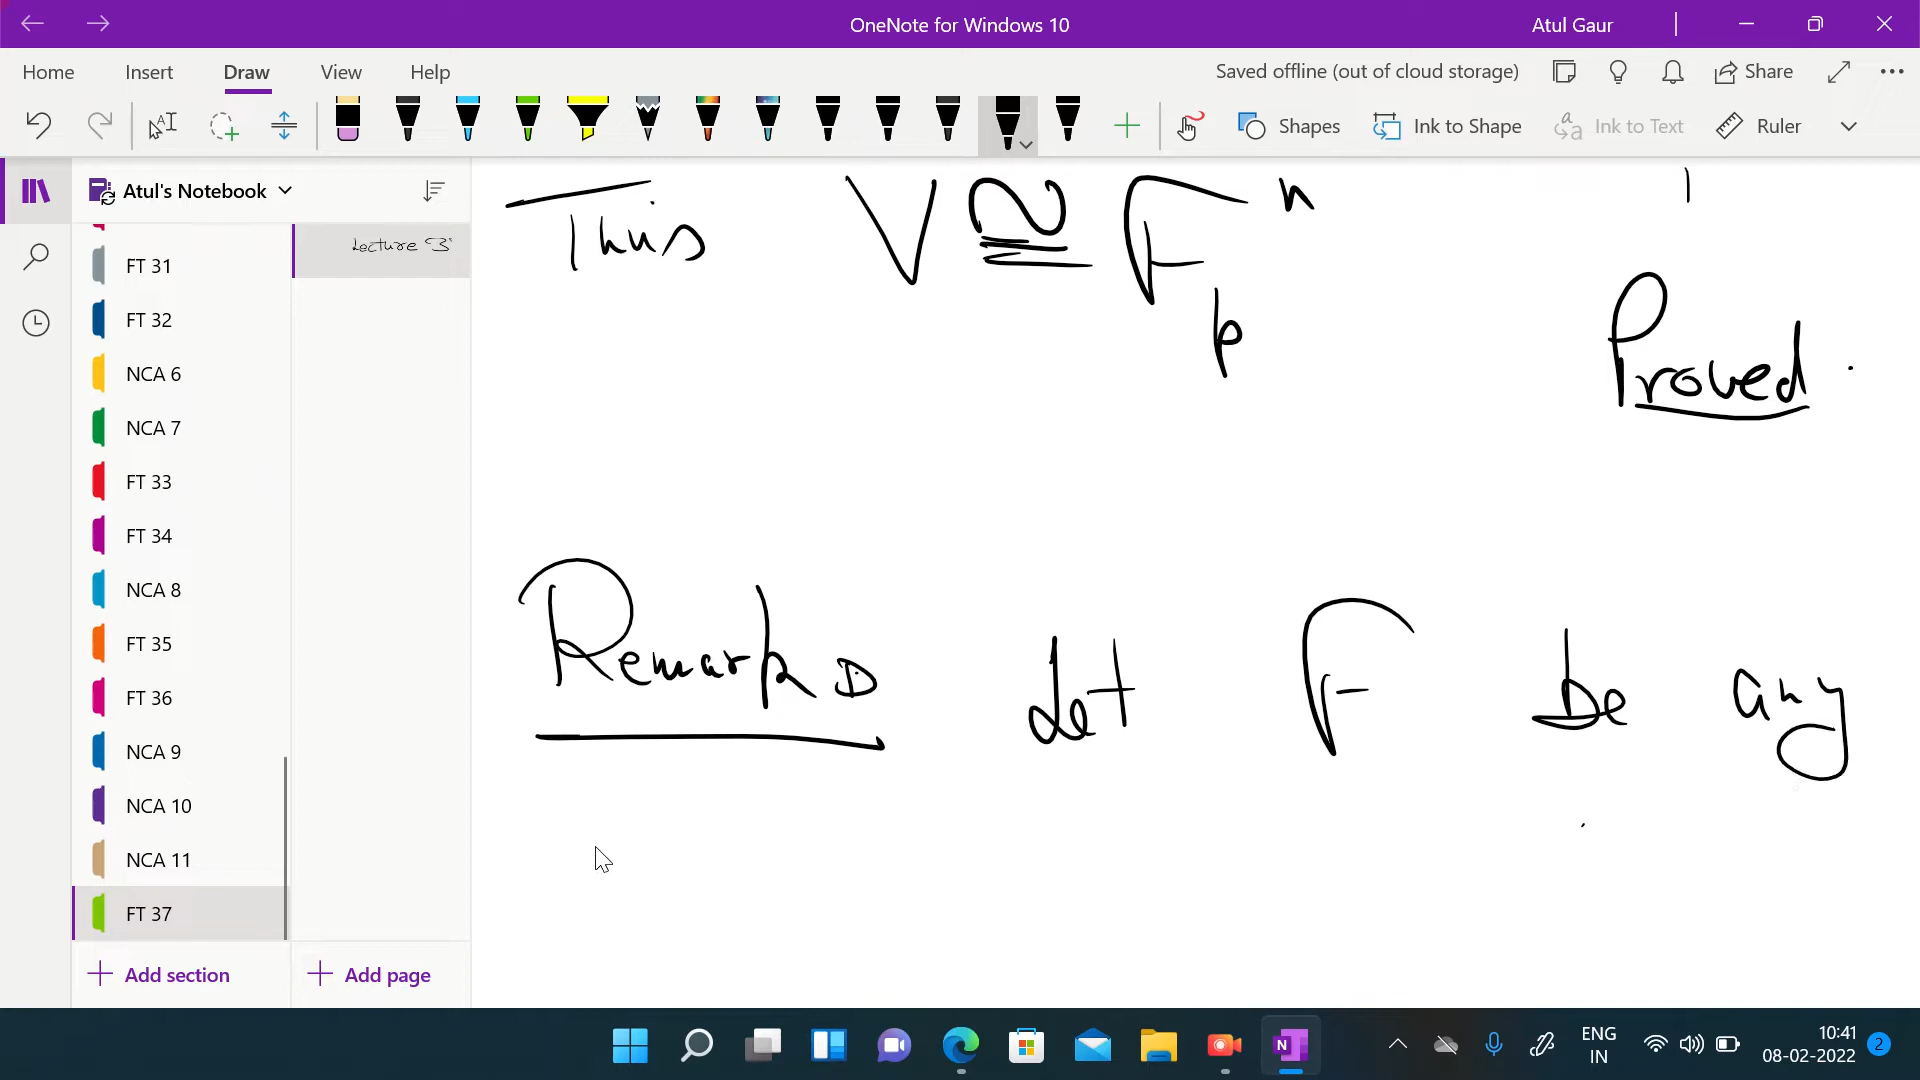 OneNote for Windows 10
Atul Gaur
Home Insert Draw View Help
Saved offline (out of cloud storage)
Share
Shapes
Ink to Shape
Ink to Text
Ruler
Atul's Notebook
FT 31
FT 32
NCA 6
NCA 7
FT 33
FT 34
NCA 8
FT 35
FT 36
NCA 9
NCA 10
NCA 11
FT 37
Add section
Add page
This V ≅ F_p^n
Proved.
Remark Let F be any
ENG
IN
10:41
08-02-2022
2